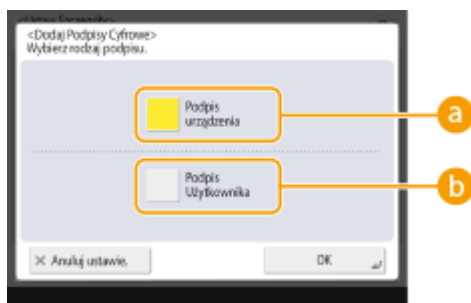 <Dodaj Podpisy Cyfrowe>
Wybierz rodzaj podpisu.
Podpis
urządzenia
a
Podpis
Użytkownika
b
× Anuluj ustawie.
OK